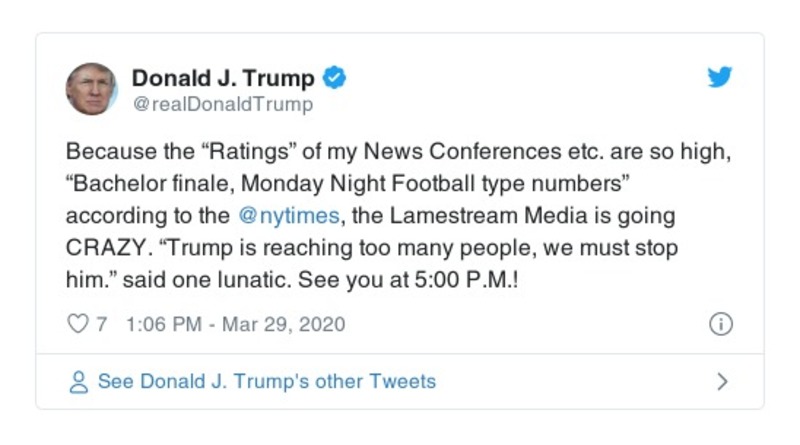 Donald J. Trump
@realDonaldTrump
Because the “Ratings” of my News Conferences etc. are so high,
“Bachelor finale, Monday Night Football type numbers”
according to the @nytimes, the Lamestream Media is going
CRAZY. “Trump is reaching too many people, we must stop
him.” said one lunatic. See you at 5:00 P.M.!
7 1:06 PM - Mar 29, 2020
See Donald J. Trump's other Tweets